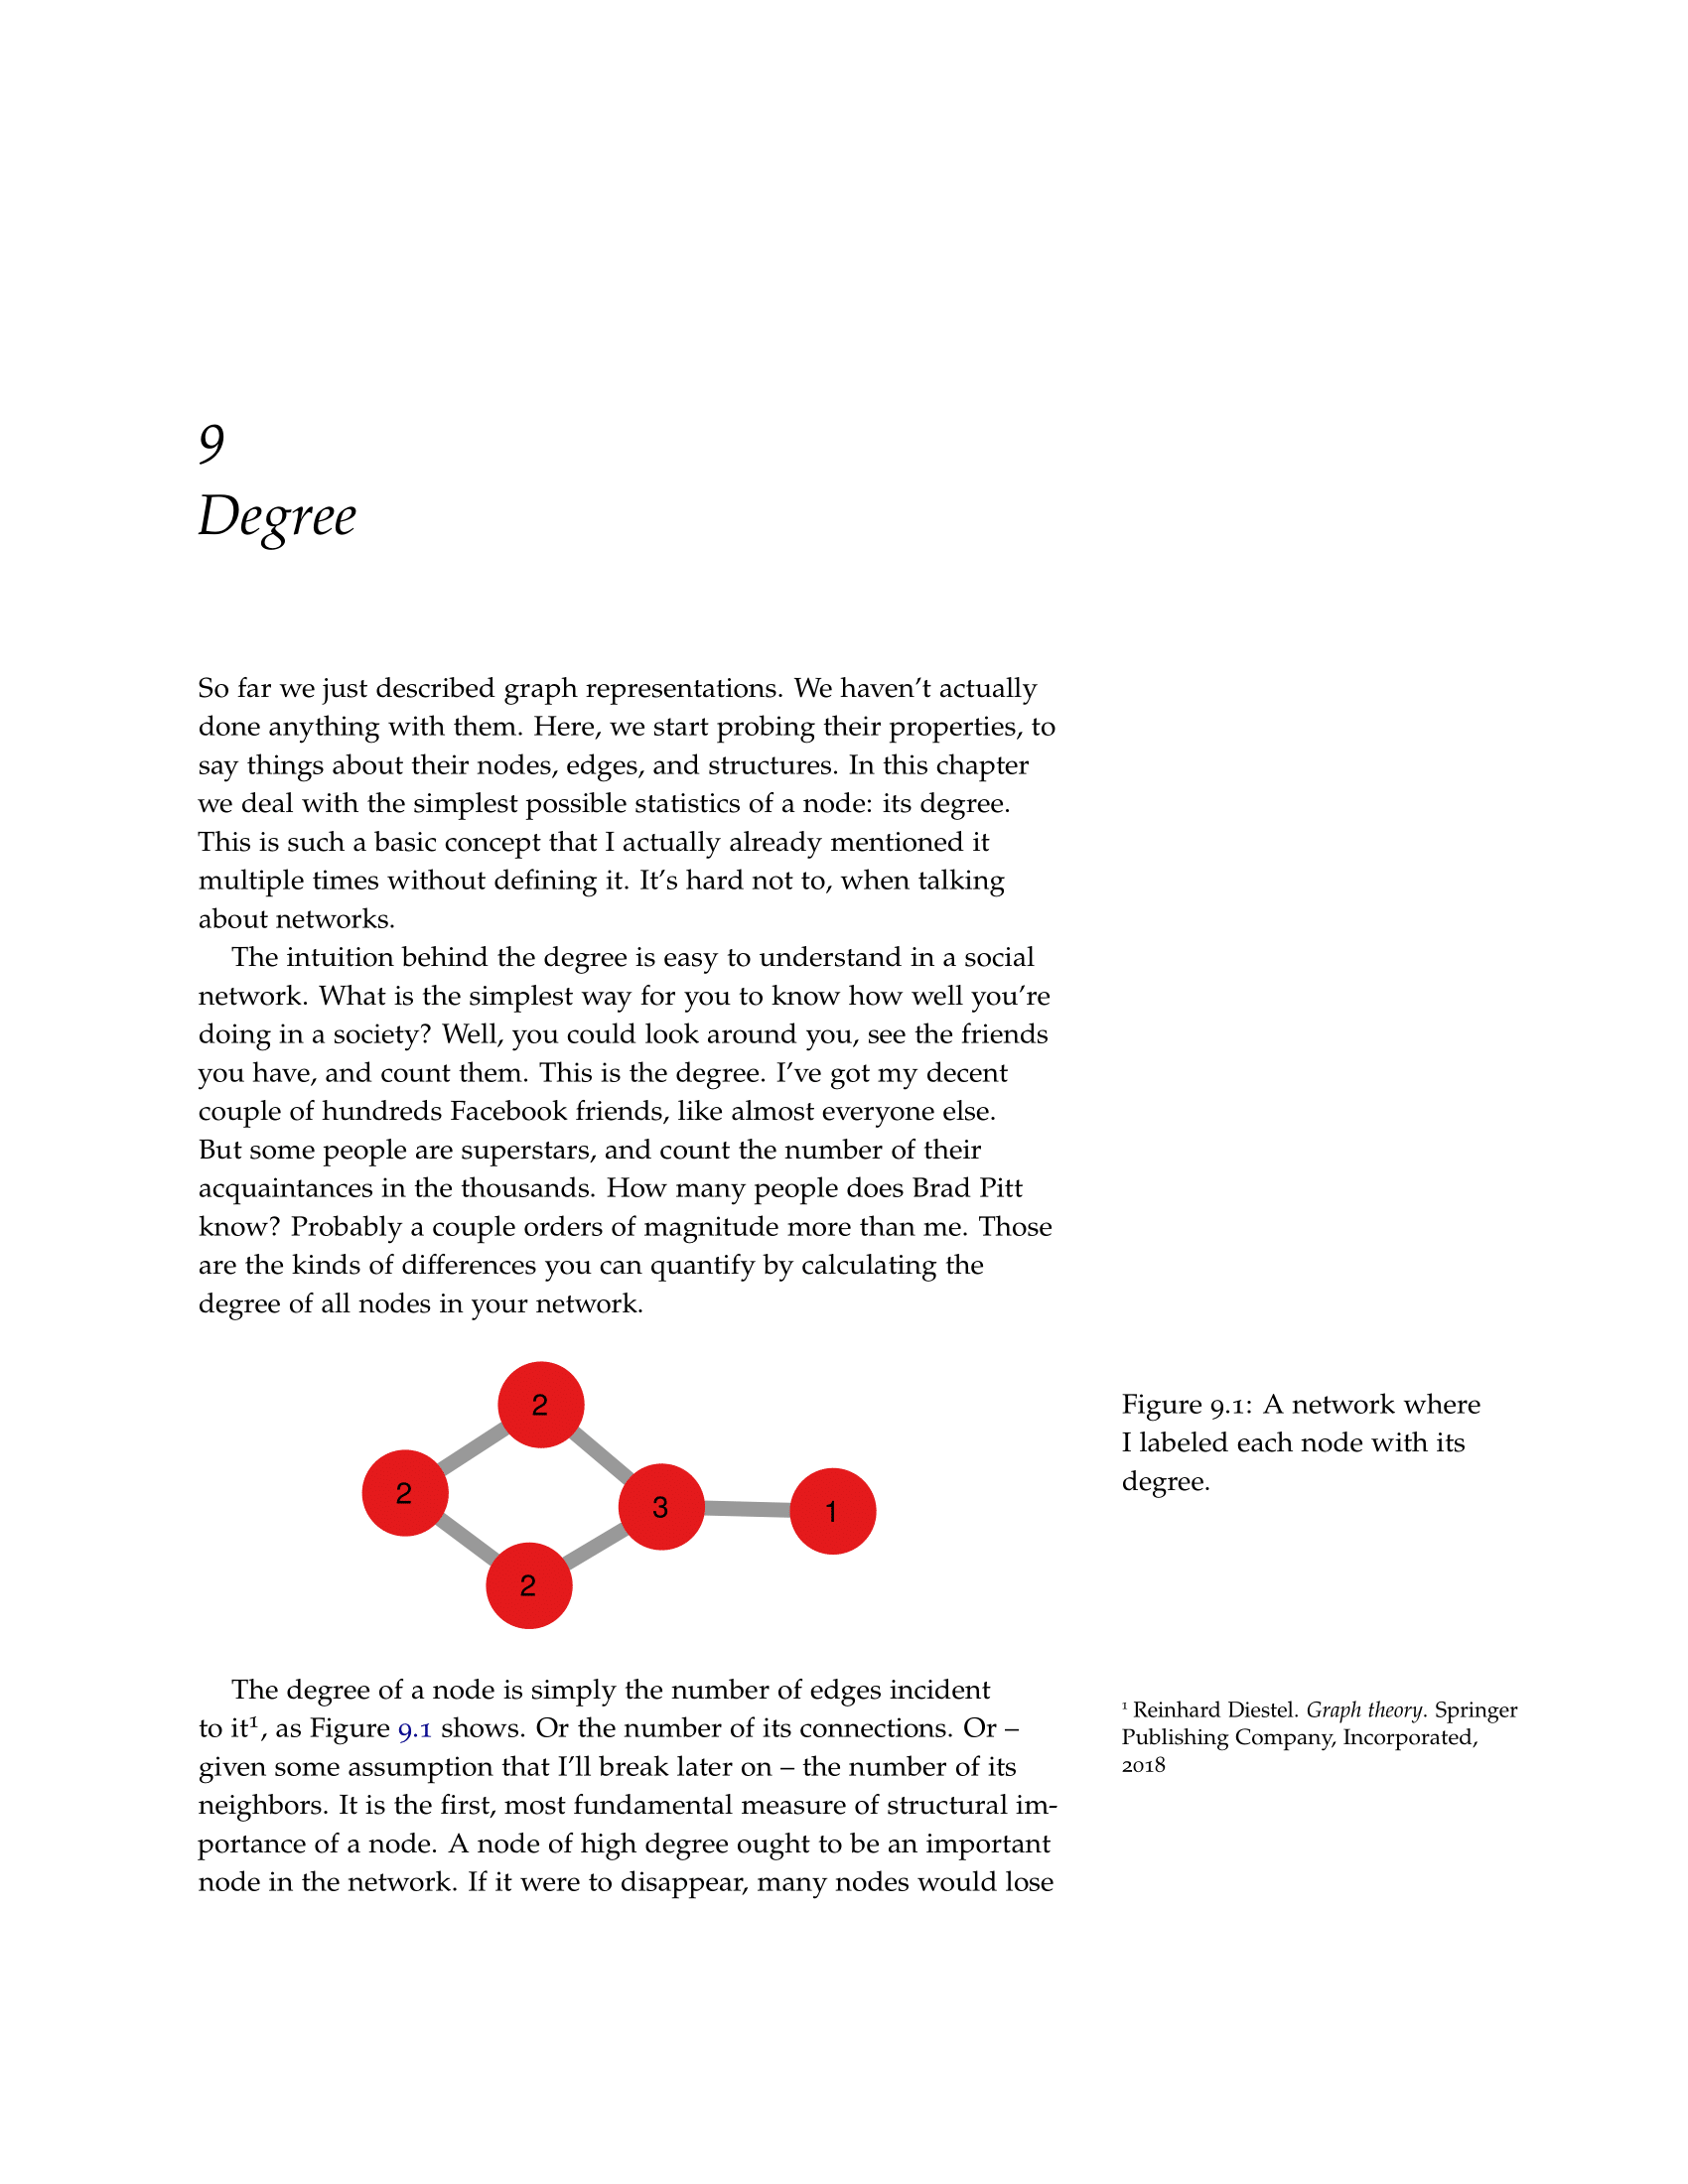 9
Degree
So far we just described graph representations. We haven't actually
done anything with them. Here, we start probing their properties, to
say things about their nodes, edges, and structures. In this chapter
we deal with the simplest possible statistics of a node: its degree.
This is such a basic concept that I actually already mentioned it
multiple times without defining it. It's hard not to, when talking
about networks.
The intuition behind the degree is easy to understand in a social
network. What is the simplest way for you to know how well you're
doing in a society? Well, you could look around you, see the friends
you have, and count them. This is the degree. I've got my decent
couple of hundreds Facebook friends, like almost everyone else.
But some people are superstars, and count the number of their
acquaintances in the thousands. How many people does Brad Pitt
know? Probably a couple orders of magnitude more than me. Those
are the kinds of differences you can quantify by calculating the
degree of all nodes in your network.
2
2
3
1
2
Figure 9.1: A network where
I labeled each node with its
degree.
The degree of a node is simply the number of edges incident
to it¹, as Figure 9.1 shows. Or the number of its connections. Or –
given some assumption that I'll break later on – the number of its
neighbors. It is the first, most fundamental measure of structural im-
portance of a node. A node of high degree ought to be an important
node in the network. If it were to disappear, many nodes would lose
¹ Reinhard Diestel. Graph theory. Springer
Publishing Company, Incorporated,
2018